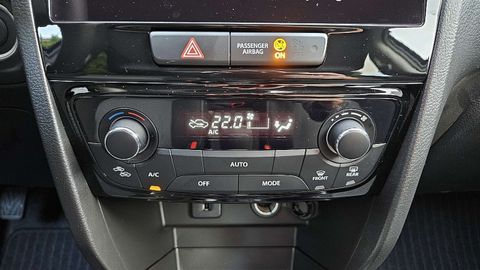 PASSENGER
AIRBAG
ON
22.0
A/C
AUTO
A/C
OFF
MODE
FRONT
REAR